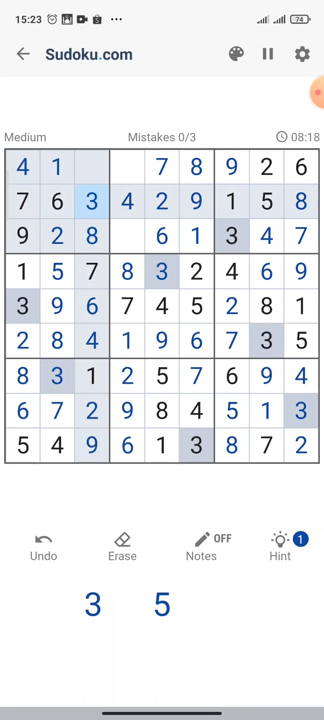 15:23 74
Sudoku.com
Medium Mistakes 0/3 08:18
4 1 7 8 9 2 6
7 6 3 4 2 9 1 5 8
9 2 8 6 1 3 4 7
1 5 7 8 3 2 4 6 9
3 9 6 7 4 5 2 8 1
2 8 4 1 9 6 7 3 5
8 3 1 2 5 7 6 9 4
6 7 2 9 8 4 5 1 3
5 4 9 6 1 3 8 7 2
OFF 1
Undo Erase Notes Hint
3 5